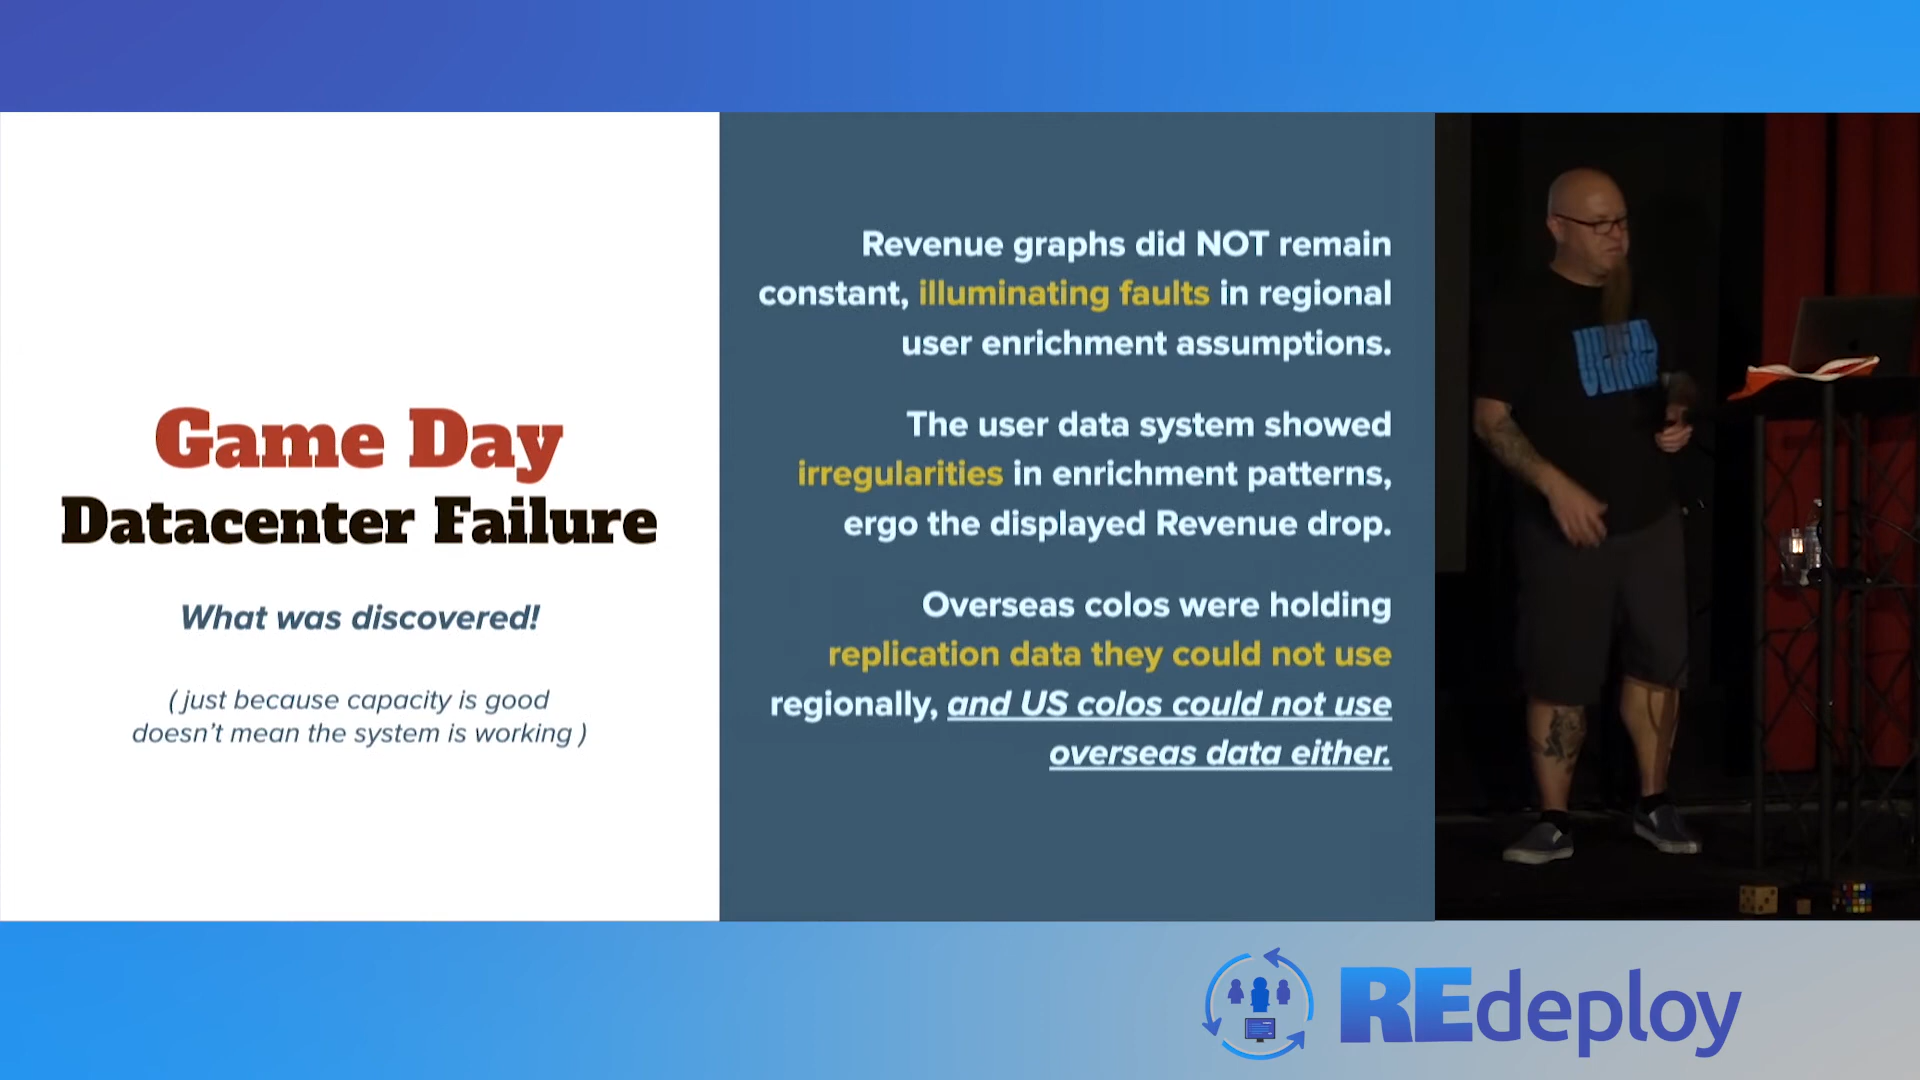 Game Day
Datacenter Failure
What was discovered!
( just because capacity is good
doesn't mean the system is working )
Revenue graphs did NOT remain
constant, illuminating faults in regional
user enrichment assumptions.
The user data system showed
irregularities in enrichment patterns,
ergo the displayed Revenue drop.
Overseas colos were holding
replication data they could not use
regionally, and US colos could not use
overseas data either.
REdeploy